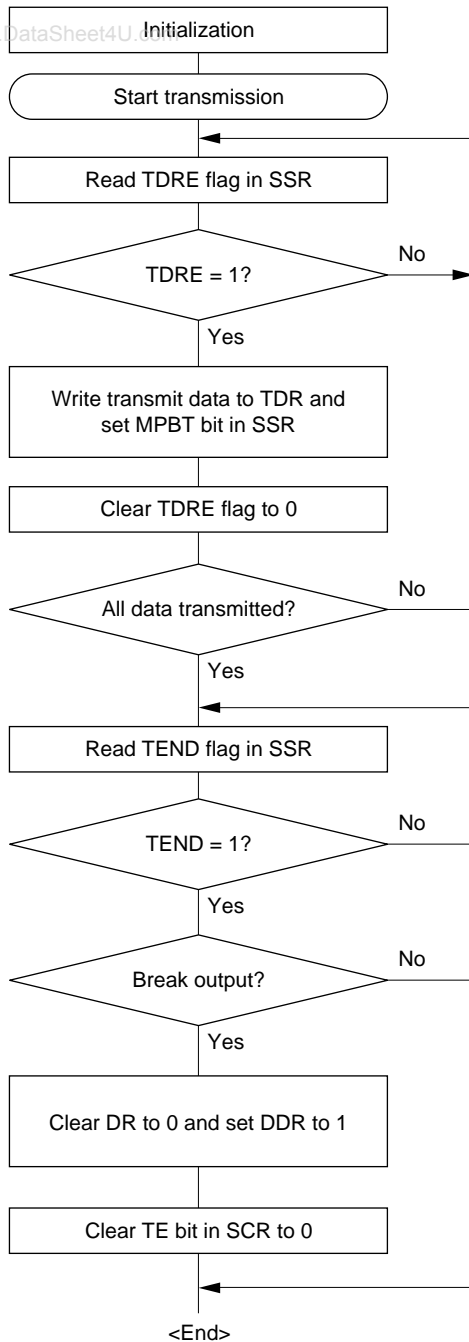 .DataSheet4U.com
Initialization
Start transmission
Read TDRE flag in SSR
TDRE = 1?
No
Yes
Write transmit data to TDR and
set MPBT bit in SSR
Clear TDRE flag to 0
All data transmitted?
No
Yes
Read TEND flag in SSR
TEND = 1?
No
Yes
Break output?
No
Yes
Clear DR to 0 and set DDR to 1
Clear TE bit in SCR to 0
<End>